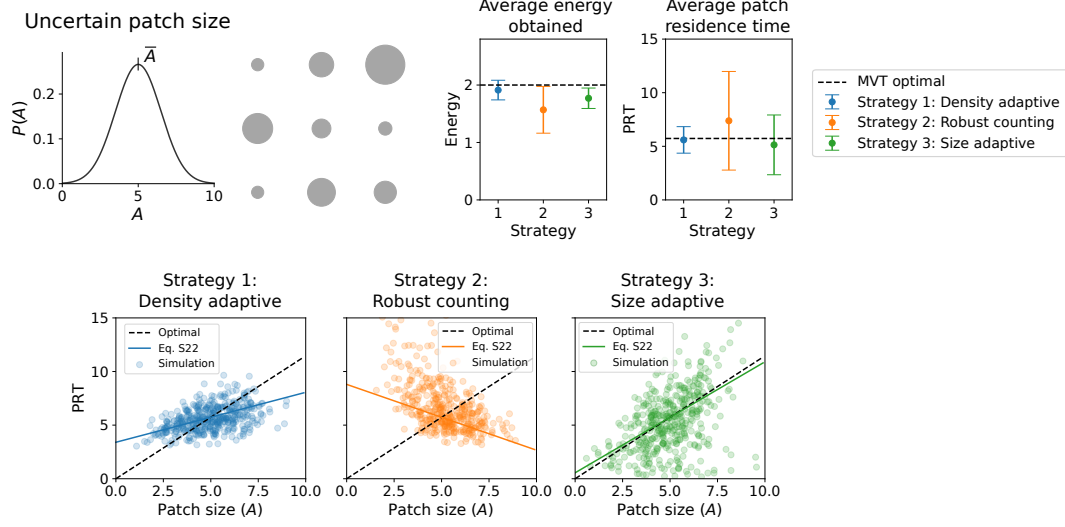 Uncertain patch size
A̅
P(A)
0.2
0.1
0.0
0
5
10
A
Average energy
obtained
Energy
2
1
0
1
2
3
Strategy
Average patch
residence time
PRT
15
10
5
0
1
2
3
Strategy
MVT optimal
Strategy 1: Density adaptive
Strategy 2: Robust counting
Strategy 3: Size adaptive
Strategy 1:
Density adaptive
Optimal
Eq. S22
Simulation
PRT
15
10
5
0
0.0
2.5
5.0
7.5
10.0
Patch size (A)
Strategy 2:
Robust counting
Optimal
Eq. S22
Simulation
0.0
2.5
5.0
7.5
10.0
Patch size (A)
Strategy 3:
Size adaptive
Optimal
Eq. S22
Simulation
0.0
2.5
5.0
7.5
10.0
Patch size (A)